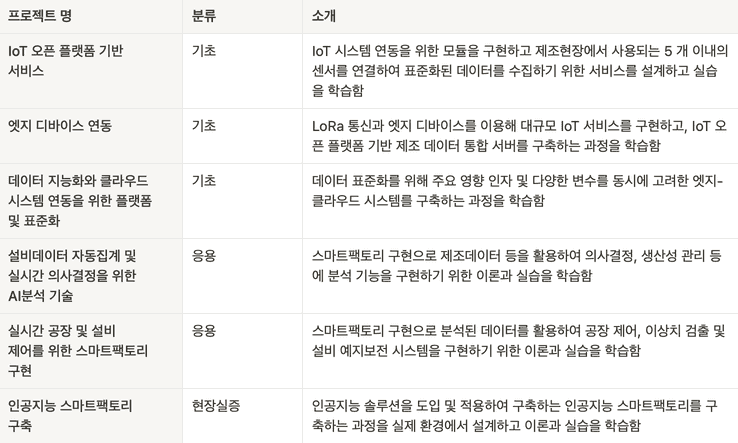 프로젝트 명 분류 소개
IoT 오픈 플랫폼 기반
서비스
기초
IoT 시스템 연동을 위한 모듈을 구현하고 제조현장에서 사용되는 5 개 이내의
센서를 연결하여 표준화된 데이터를 수집하기 위한 서비스를 설계하고 실습
을 학습함
엣지 디바이스 연동
기초
LoRa 통신과 엣지 디바이스를 이용해 대규모 IoT 서비스를 구현하고, IoT 오
픈 플랫폼 기반 제조 데이터 통합 서버를 구축하는 과정을 학습함
데이터 지능화와 클라우드
시스템 연동을 위한 플랫폼
및 표준화
기초
데이터 표준화를 위해 주요 영향 인자 및 다양한 변수를 동시에 고려한 엣지-
클라우드 시스템를 구축하는 과정을 학습함
설비데이터 자동집계 및
실시간 의사결정을 위한
AI분석 기술
응용
스마트팩토리 구현으로 제조데이터 등을 활용하여 의사결정, 생산성 관리 등
에 분석 기능을 구현하기 위한 이론과 실습을 학습함
실시간 공장 및 설비
제어를 위한 스마트팩토리
구현
응용
스마트팩토리 구현으로 분석된 데이터를 활용하여 공장 제어, 이상치 검출 및
설비 예지보전 시스템을 구현하기 위한 이론과 실습을 학습함
인공지능 스마트팩토리
구축
현장실증
인공지능 솔루션을 도입 및 적용하여 구축하는 인공지능 스마트팩토리를 구
축하는 과정을 실제 환경에서 설계하고 이론과 실습을 학습함